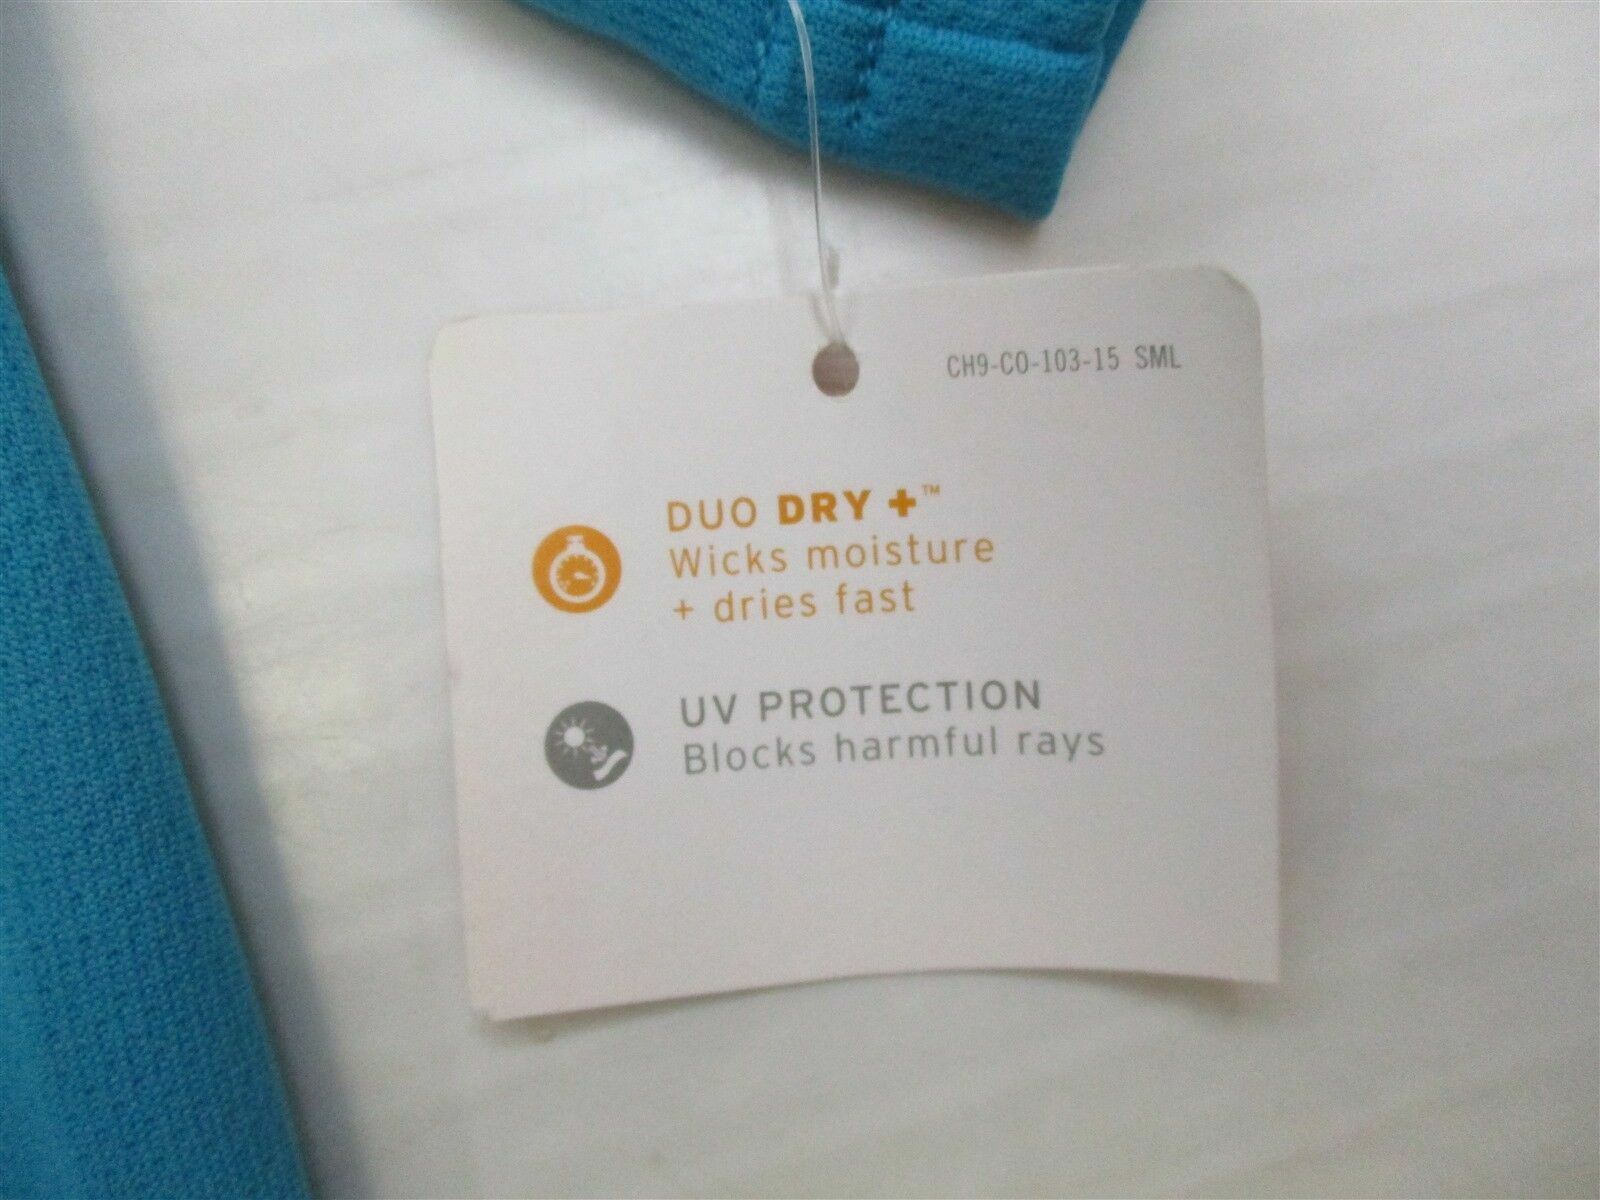 CH9-CO-103-15 SML
DUO DRY +™
Wicks moisture
+ dries fast
UV PROTECTION
Blocks harmful rays